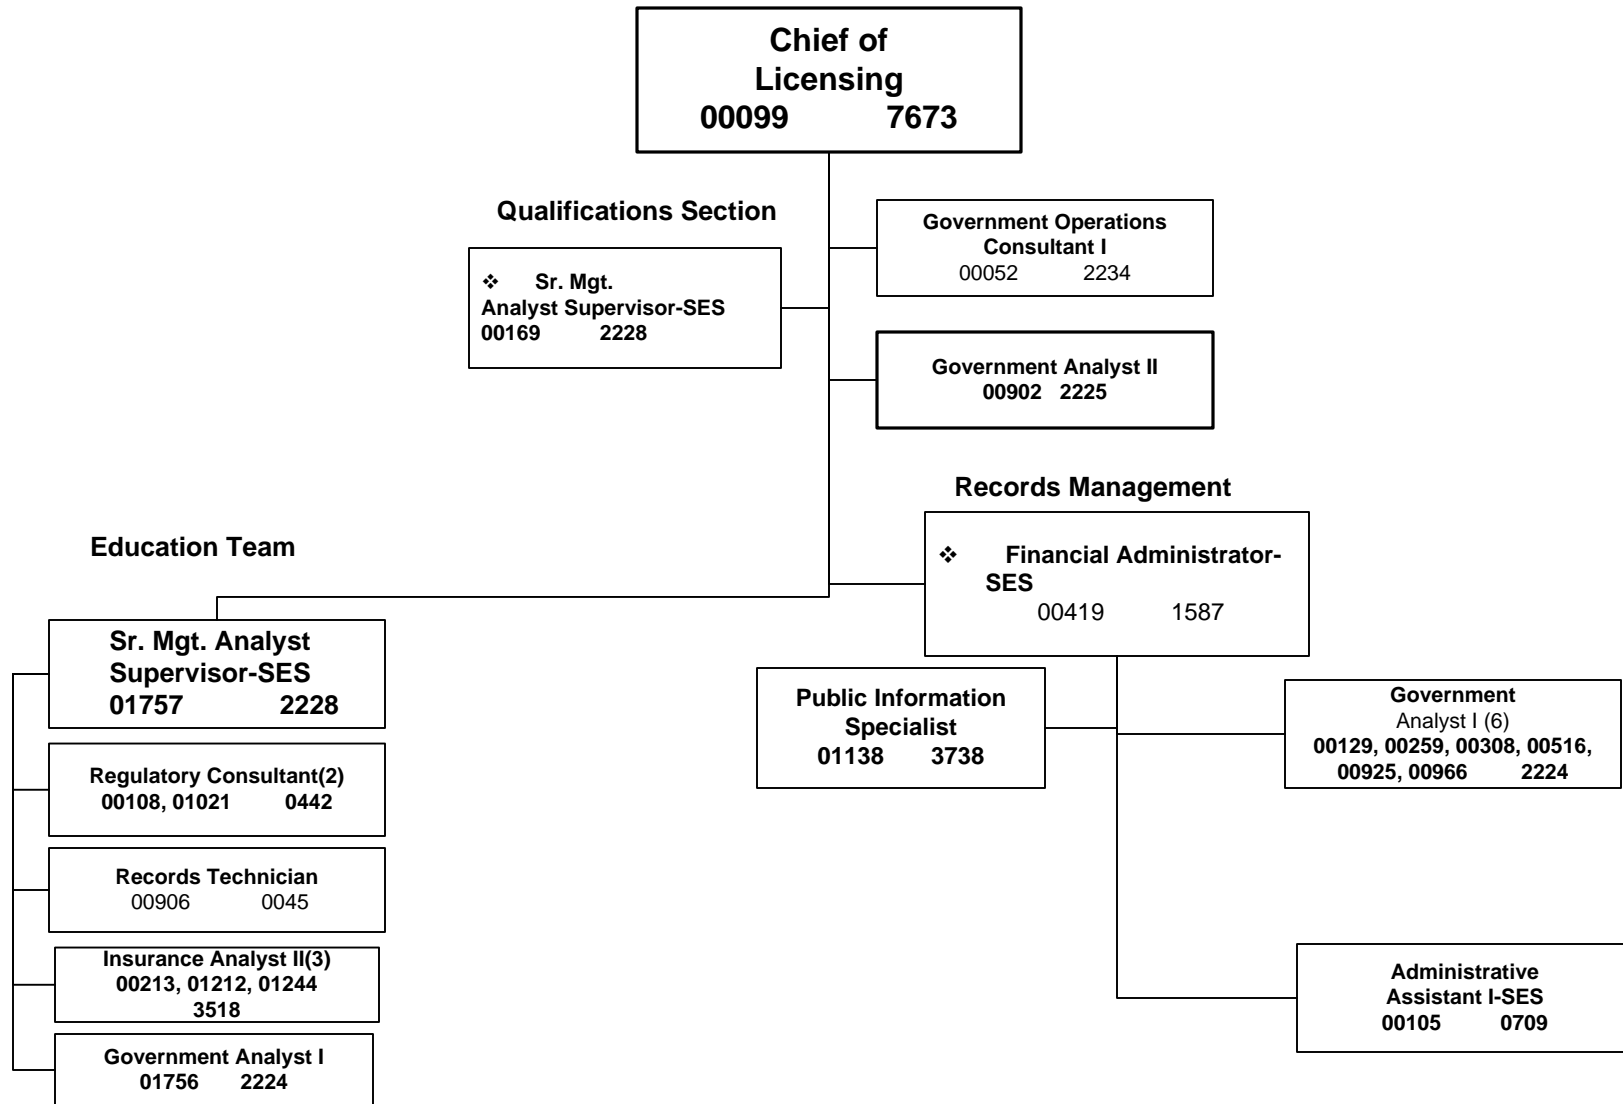 Chief of
Licensing
00099 7673
Qualifications Section
❖ Sr. Mgt.
Analyst Supervisor-SES
00169 2228
Government Operations
Consultant I
00052 2234
Government Analyst II
00902 2225
Records Management
❖ Financial Administrator-
SES
00419 1587
Education Team
Sr. Mgt. Analyst
Supervisor-SES
01757 2228
Regulatory Consultant(2)
00108, 01021 0442
Records Technician
00906 0045
Insurance Analyst II(3)
00213, 01212, 01244
3518
Government Analyst I
01756 2224
Public Information
Specialist
01138 3738
Government
Analyst I (6)
00129, 00259, 00308, 00516,
00925, 00966 2224
Administrative
Assistant I-SES
00105 0709